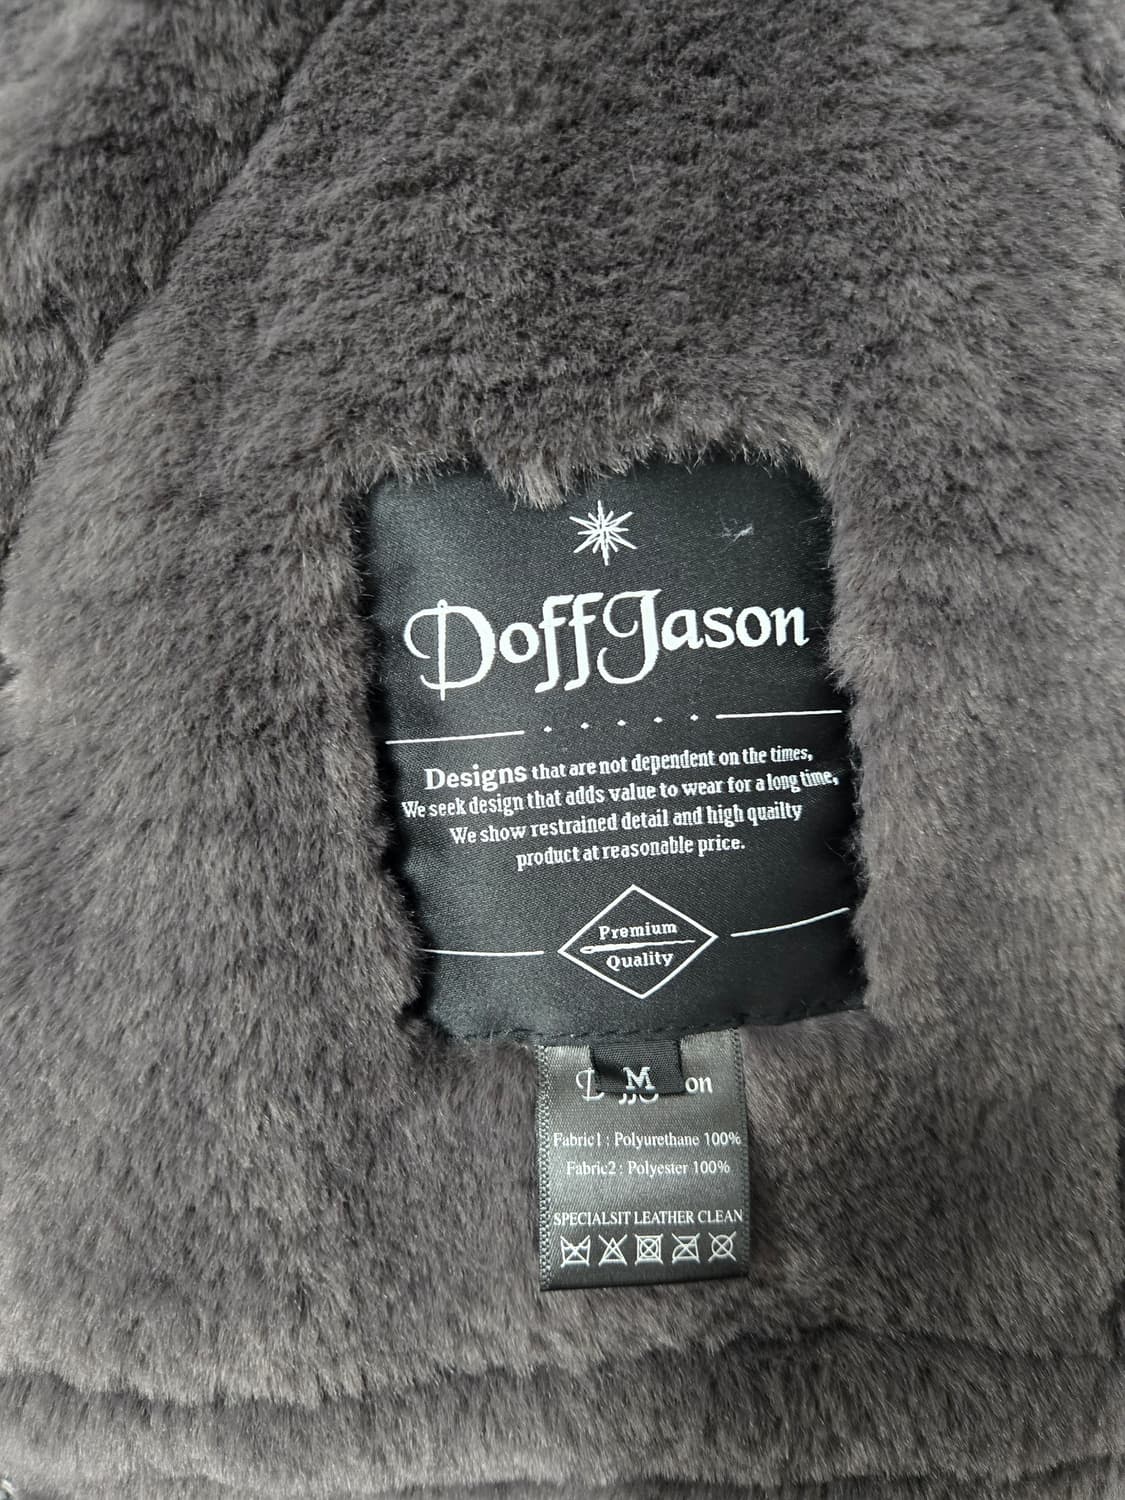 DoffJason
Designs that are not dependent on the times,
We seek design that adds value to wear for a long time,
We show restrained detail and high quailty
product at reasonable price.
Premium
Quality
M
on
Fabric1 : Polyurethane 100%
Fabric2 : Polyester 100%
SPECIALSIT LEATHER CLEAN